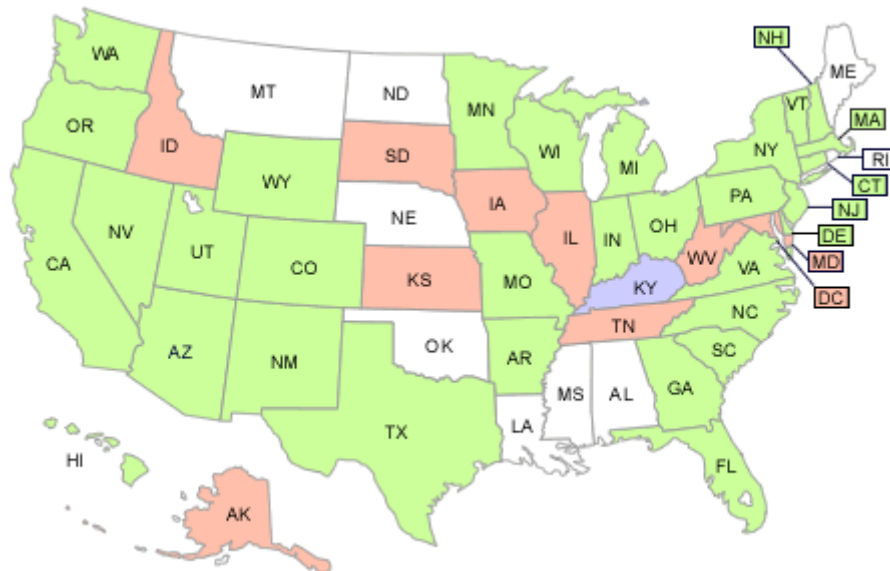 NH
WA
ME
MT
ND
VT
MN
MA
OR
ID
SD
WI
NY
RI
MI
CT
WY
PA
NJ
IA
NE
OH
DE
NV
IL
IN
UT
WV
MD
CA
CO
VA
KS
MO
KY
DC
NC
TN
OK
AZ
NM
AR
SC
MS
AL
GA
LA
TX
HI
FL
AK